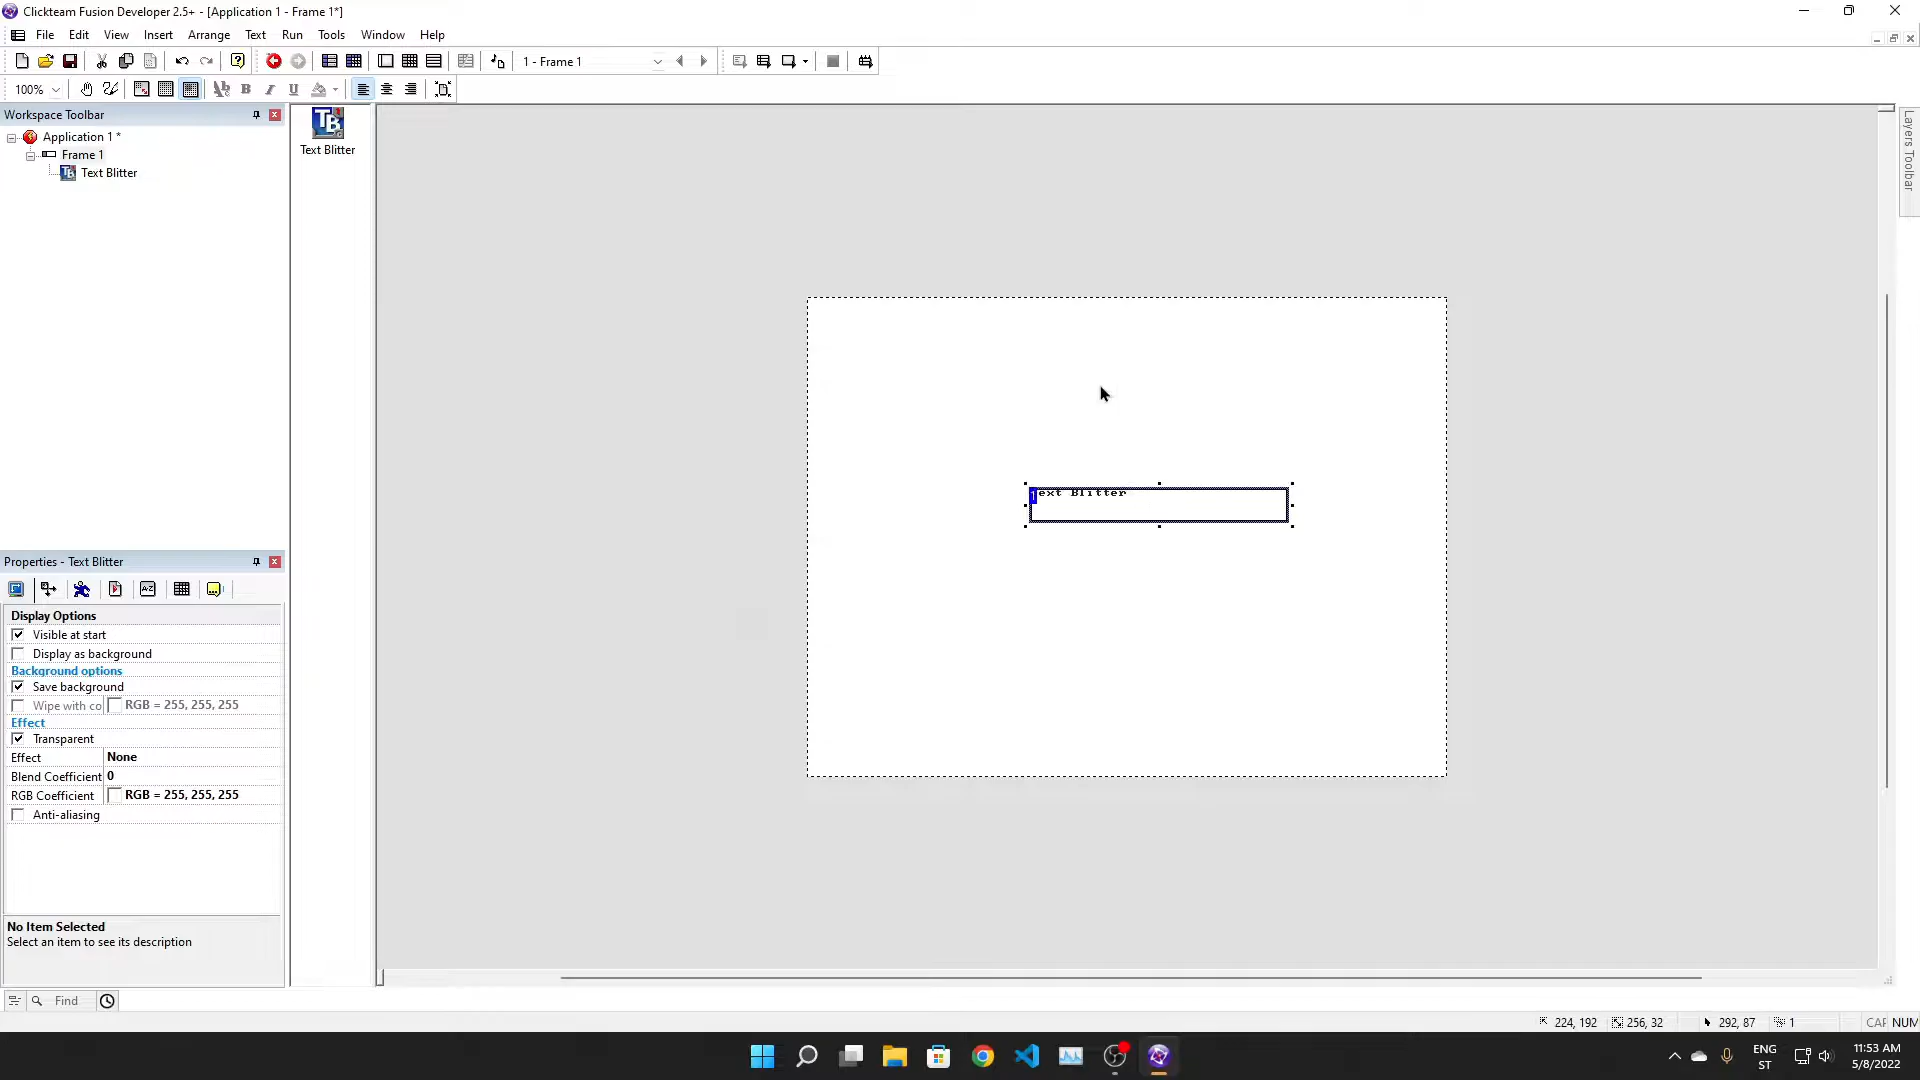 Clickteam Fusion Developer 2.5+ - [Application 1 - Frame 1*]
File Edit View Insert Arrange Text Run Tools Window Help
1 - Frame 1
100%
Workspace Toolbar
Application 1 *
Frame 1
Text Blitter
Text Blitter
Layers Toolbar
1
ext Blitter
Properties - Text Blitter
Display Options
Visible at start
Display as background
Background options
Save background
Wipe with co RGB = 255, 255, 255
Effect
Transparent
Effect None
Blend Coefficient 0
RGB Coefficient RGB = 255, 255, 255
Anti-aliasing
No Item Selected
Select an item to see its description
Find
224, 192 256, 32 292, 87 1 CAP NUM
ENG
ST
11:53 AM
5/8/2022